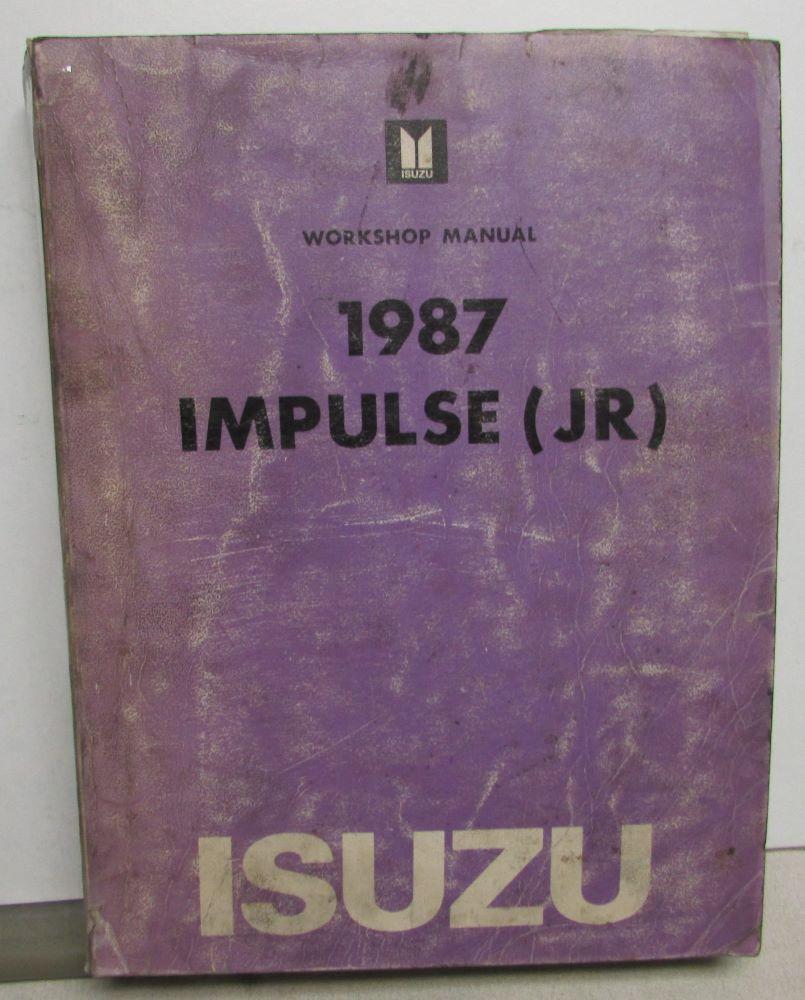 ISUZU
WORKSHOP MANUAL
1987
IMPULSE (JR)
ISUZU